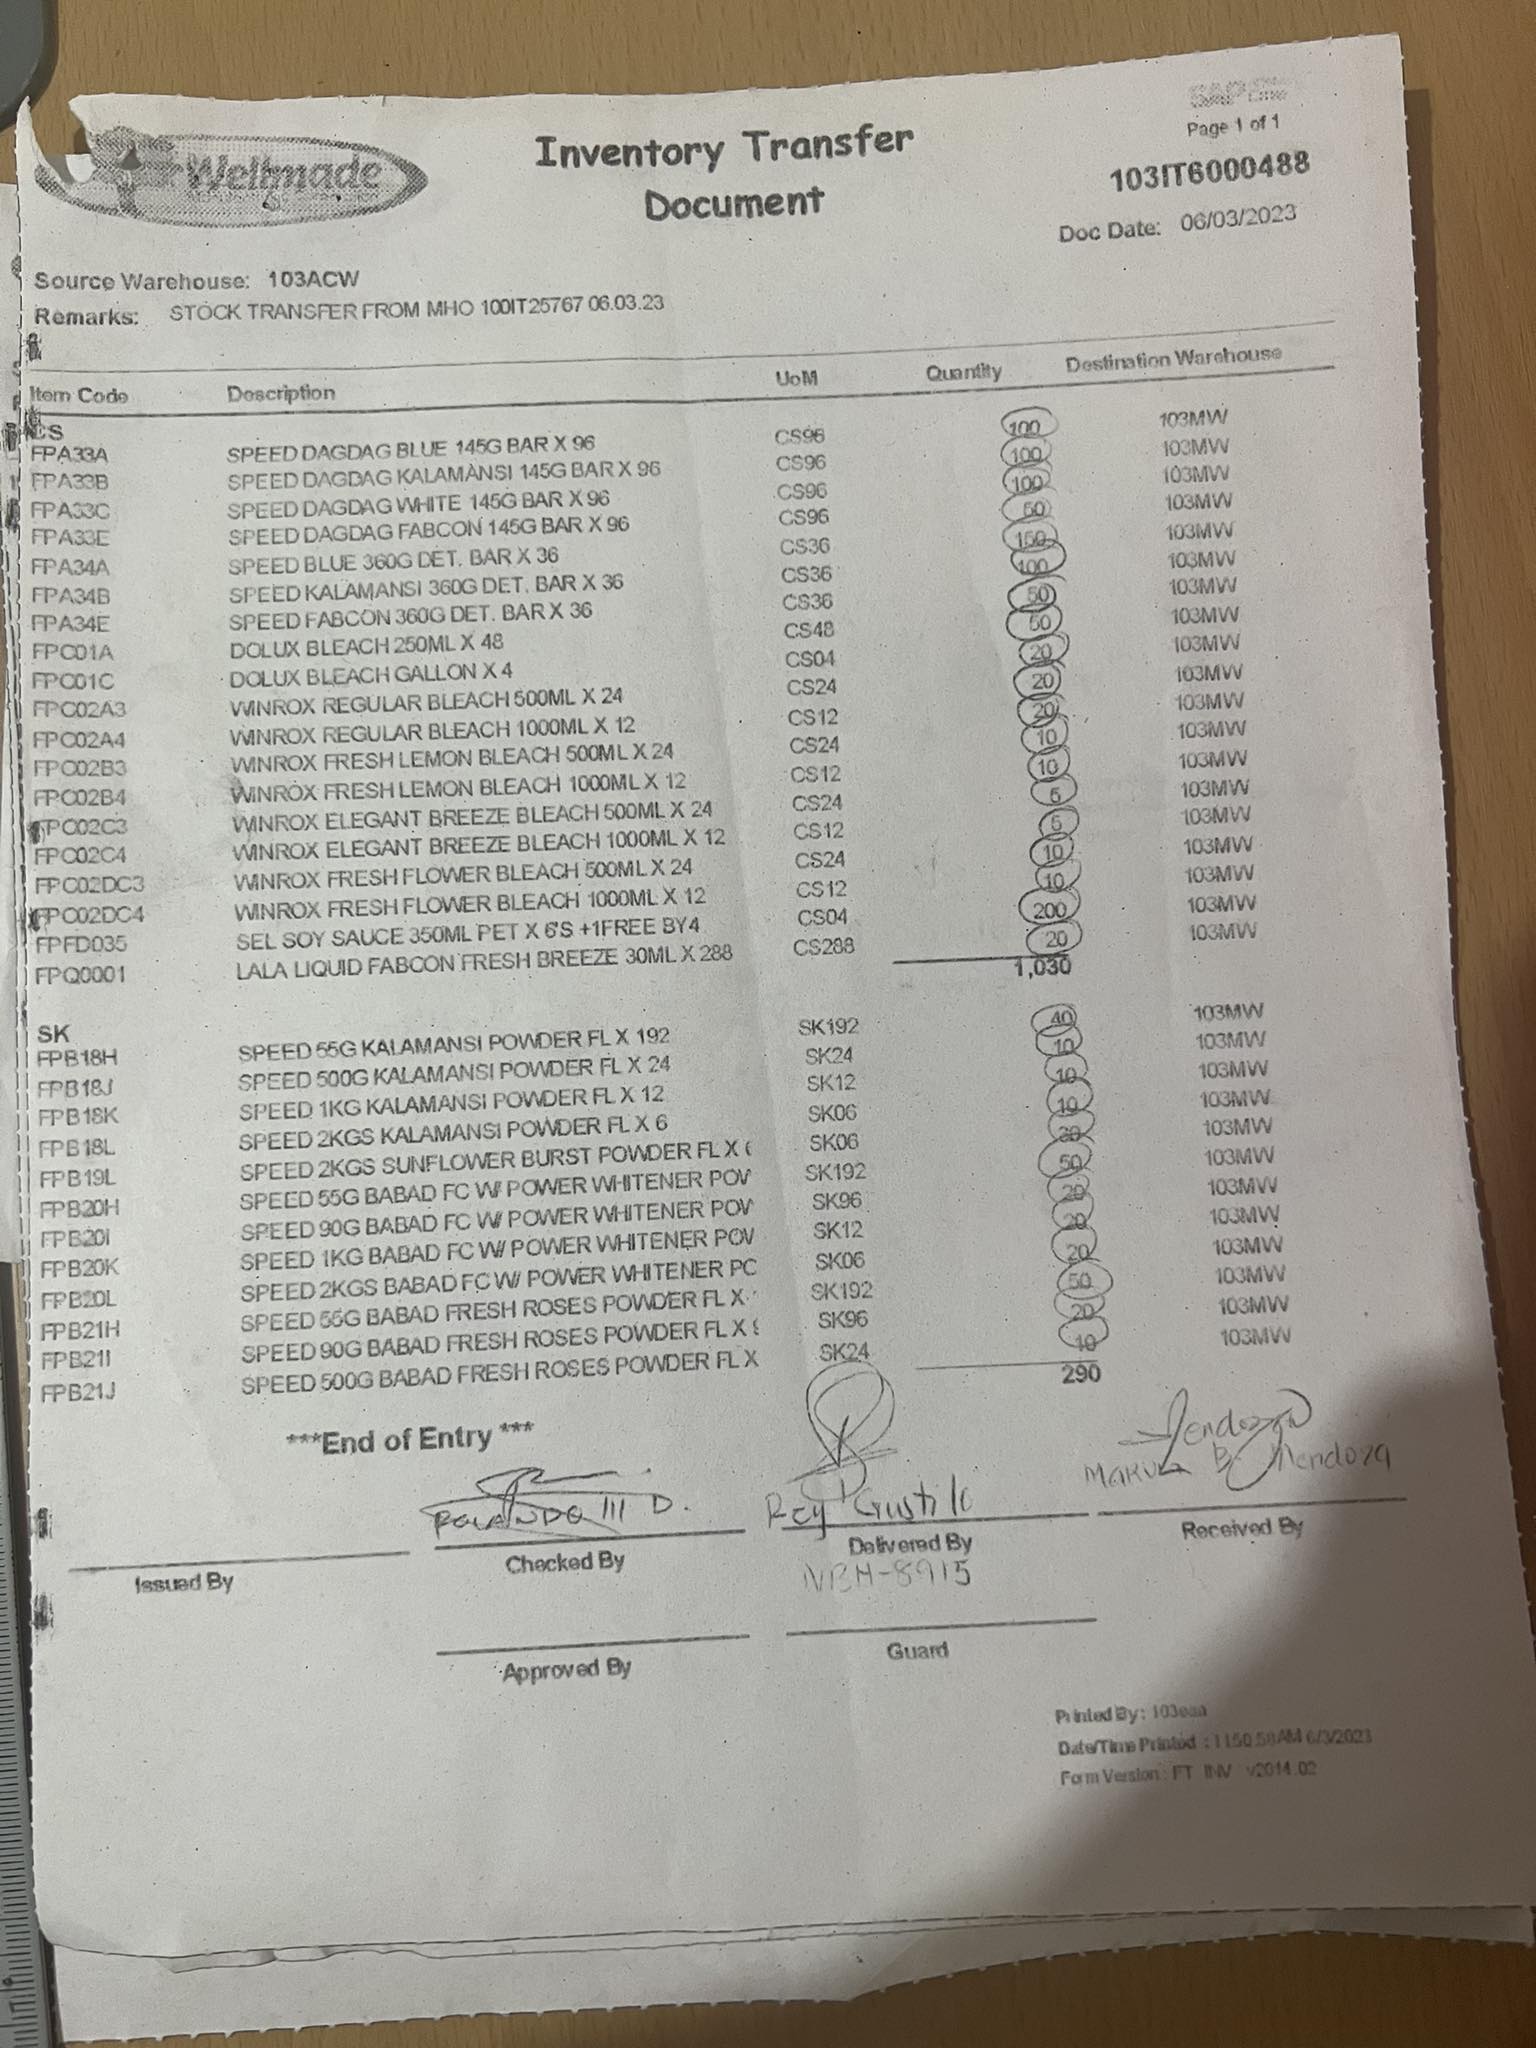 SAP
Page 1 of 1
Wellmade
Inventory Transfer
Document
103IT6000488
Doc Date: 06/03/2023
Source Warehouse: 103ACW
Remarks: STOCK TRANSFER FROM MHO 100IT25767 06.03.23
Item Code Description UoM Quantity Destination Warehouse
CS
FPA33A SPEED DAGDAG BLUE 145G BAR X 96 CS96 100 103MW
FPA33B SPEED DAGDAG KALAMANSI 145G BAR X 96 CS96 100 103MW
FPA33C SPEED DAGDAG WHITE 145G BAR X 96 CS96 100 103MW
FPA33E SPEED DAGDAG FABCON 145G BAR X 96 CS96 50 103MW
FPA34A SPEED BLUE 360G DET. BAR X 36 CS36 150 103MW
FPA34B SPEED KALAMANSI 360G DET. BAR X 36 CS36 100 103MW
FPA34E SPEED FABCON 360G DET. BAR X 36 CS36 50 103MW
FPC01A DOLUX BLEACH 250ML X 48 CS48 50 103MW
FPC01C DOLUX BLEACH GALLON X 4 CS04 20 103MW
FPC02A3 WINROX REGULAR BLEACH 500ML X 24 CS24 20 103MW
FPC02A4 WINROX REGULAR BLEACH 1000ML X 12 CS12 20 103MW
FPC02B3 WINROX FRESH LEMON BLEACH 500ML X 24 CS24 10 103MW
FPC02B4 WINROX FRESH LEMON BLEACH 1000ML X 12 CS12 10 103MW
FPC02C3 WINROX ELEGANT BREEZE BLEACH 500ML X 24 CS24 5 103MW
FPC02C4 WINROX ELEGANT BREEZE BLEACH 1000ML X 12 CS12 5 103MW
FPC02DC3 WINROX FRESH FLOWER BLEACH 500ML X 24 CS24 10 103MW
FPC02DC4 WINROX FRESH FLOWER BLEACH 1000ML X 12 CS12 10 103MW
FPFD035 SEL SOY SAUCE 350ML PET X 6'S +1FREE BY4 CS04 200 103MW
FPQ0001 LALA LIQUID FABCON FRESH BREEZE 30ML X 288 CS288 20 103MW
1,030
SK
FPB18H SPEED 55G KALAMANSI POWDER FL X 192 SK192 40 103MW
FPB18J SPEED 500G KALAMANSI POWDER FL X 24 SK24 10 103MW
FPB18K SPEED 1KG KALAMANSI POWDER FL X 12 SK12 10 103MW
FPB18L SPEED 2KGS KALAMANSI POWDER FL X 6 SK06 10 103MW
FPB19L SPEED 2KGS SUNFLOWER BURST POWDER FL X 6 SK06 30 103MW
FPB20H SPEED 55G BABAD FC W/ POWER WHITENER POW SK192 50 103MW
FPB20I SPEED 90G BABAD FC W/ POWER WHITENER POW SK96 20 103MW
FPB20K SPEED 1KG BABAD FC W/ POWER WHITENER POW SK12 20 103MW
FPB20L SPEED 2KGS BABAD FC W/ POWER WHITENER PO SK06 20 103MW
FPB21H SPEED 55G BABAD FRESH ROSES POWDER FL X SK192 50 103MW
FPB21I SPEED 90G BABAD FRESH ROSES POWDER FL X 9 SK96 20 103MW
FPB21J SPEED 500G BABAD FRESH ROSES POWDER FL X SK24 10 103MW
290
***End of Entry ***
ROLANDO III D. Rey Gustilo B. Mendoza
Issued By Checked By Delivered By Received By
NBH-8915
Approved By Guard
Printed By: 103eaa
Date/Time Printed : 11:50:58AM 6/3/2023
Form Version: FT_INV_v2014.02